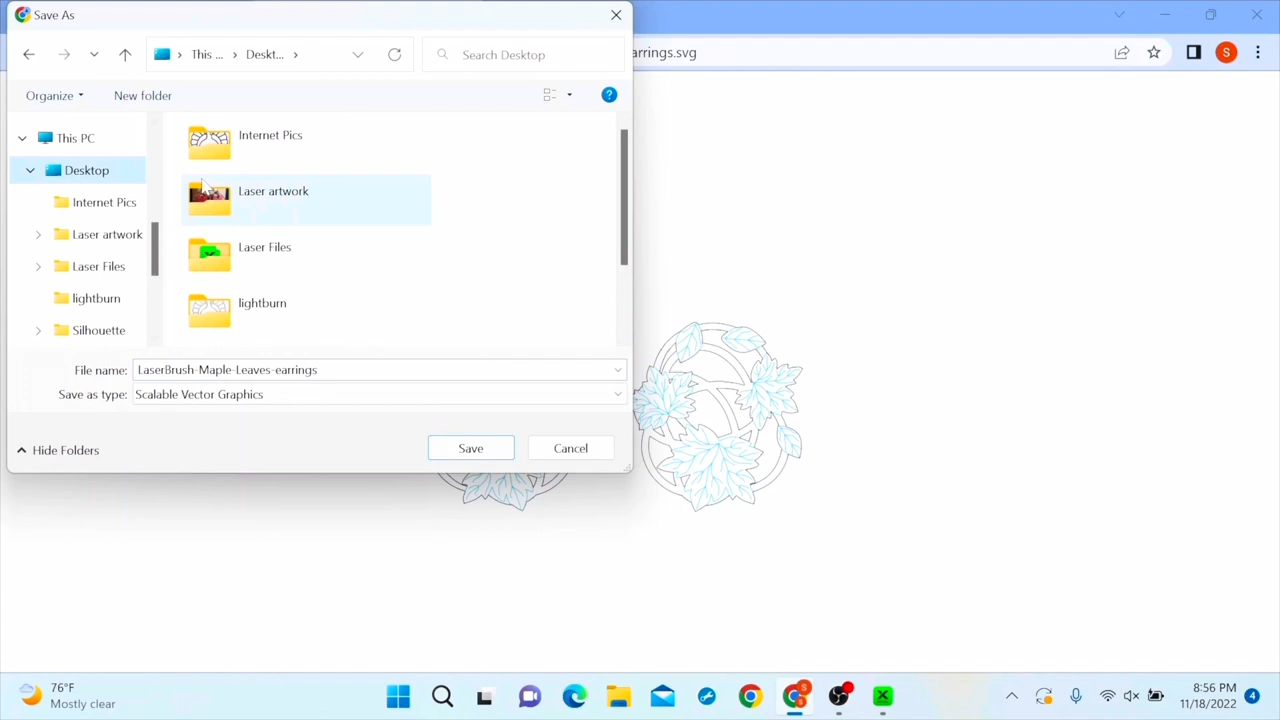 Save As
This ... > Deskt... >
Search Desktop
arrings.svg
S
Organize
New folder
?
This PC
Desktop
Internet Pics
Laser artwork
Laser Files
lightburn
Silhouette
Internet Pics
Laser artwork
Laser Files
lightburn
File name: LaserBrush-Maple-Leaves-earrings
Save as type: Scalable Vector Graphics
Hide Folders
Save
Cancel
76°F
Mostly clear
S
8:56 PM
11/18/2022
4